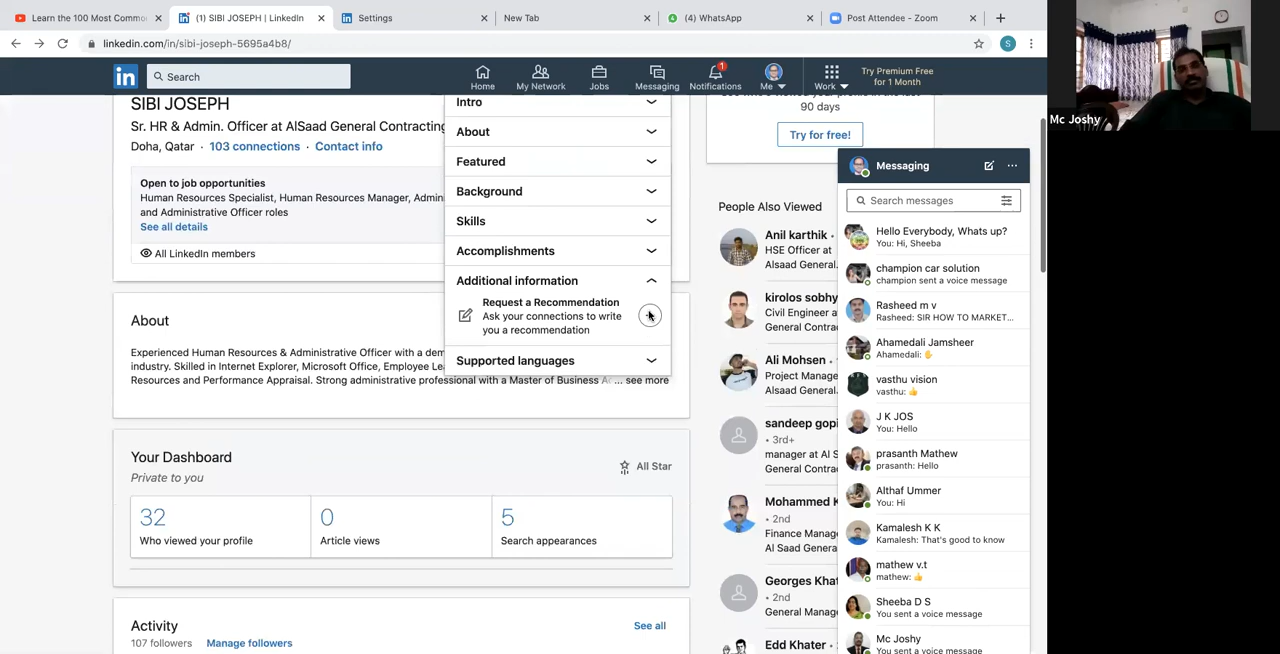 Learn the 100 Most Commo
(1) SIBI JOSEPH | LinkedIn
Settings
New Tab
(4) WhatsApp
Post Attendee - Zoom
linkedin.com/in/sibi-joseph-5695a4b8/
S
in
Search
Home
My Network
Jobs
Messaging
1
Notifications
Me
Work
Try Premium Free
for 1 Month
Mc Joshy
SIBI JOSEPH
Sr. HR & Admin. Officer at AlSaad General Contracting
Doha, Qatar · 103 connections · Contact info
Open to job opportunities
Human Resources Specialist, Human Resources Manager, Admin
and Administrative Officer roles
See all details
All LinkedIn members
Intro
About
Featured
Background
Skills
Accomplishments
Additional information
Request a Recommendation
Ask your connections to write
you a recommendation
Supported languages
About
Experienced Human Resources & Administrative Officer with a dem
industry. Skilled in Internet Explorer, Microsoft Office, Employee Le
Resources and Performance Appraisal. Strong administrative professional with a Master of Business A... see more
Your Dashboard
Private to you
All Star
32
Who viewed your profile
0
Article views
5
Search appearances
Activity
107 followers
Manage followers
See all
90 days
Try for free!
People Also Viewed
Anil karthik •
HSE Officer at
Alsaad General
kirolos sobhy
Civil Engineer a
General Contrac
Ali Mohsen •
Project Manage
Alsaad General
sandeep gopi
• 3rd+
manager at Al S
General Contra
Mohammed K
• 2nd
Finance Manag
Al Saad Genera
Georges Khat
• 2nd
General Manag
Edd Khater
Messaging
Search messages
Hello Everybody, Whats up?
You: Hi, Sheeba
champion car solution
champion sent a voice message
Rasheed m v
Rasheed: SIR HOW TO MARKET...
Ahamedali Jamsheer
Ahamedali: ✋
vasthu vision
vasthu: 👍
J K JOS
You: Hello
prasanth Mathew
prasanth: Hello
Althaf Ummer
You: Hi
Kamalesh K K
Kamalesh: That's good to know
mathew v.t
mathew: 👍
Sheeba D S
You sent a voice message
Mc Joshy
You sent a voice message